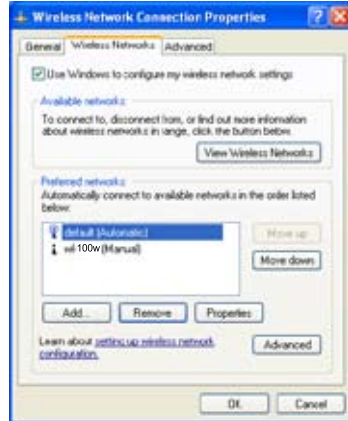 Wireless Network Connection Properties
General Wireless Networks Advanced
Use Windows to configure my wireless network settings
Available networks:
To connect to, disconnect from, or find out more information
about wireless networks in range, click the button below.
View Wireless Networks
Preferred networks:
Automatically connect to available networks in the order listed
below:
default (Automatic)
Move up
wl 100w (Manual)
Move down
Add... Remove Properties
Learn about setting up wireless network
configuration.
Advanced
OK Cancel